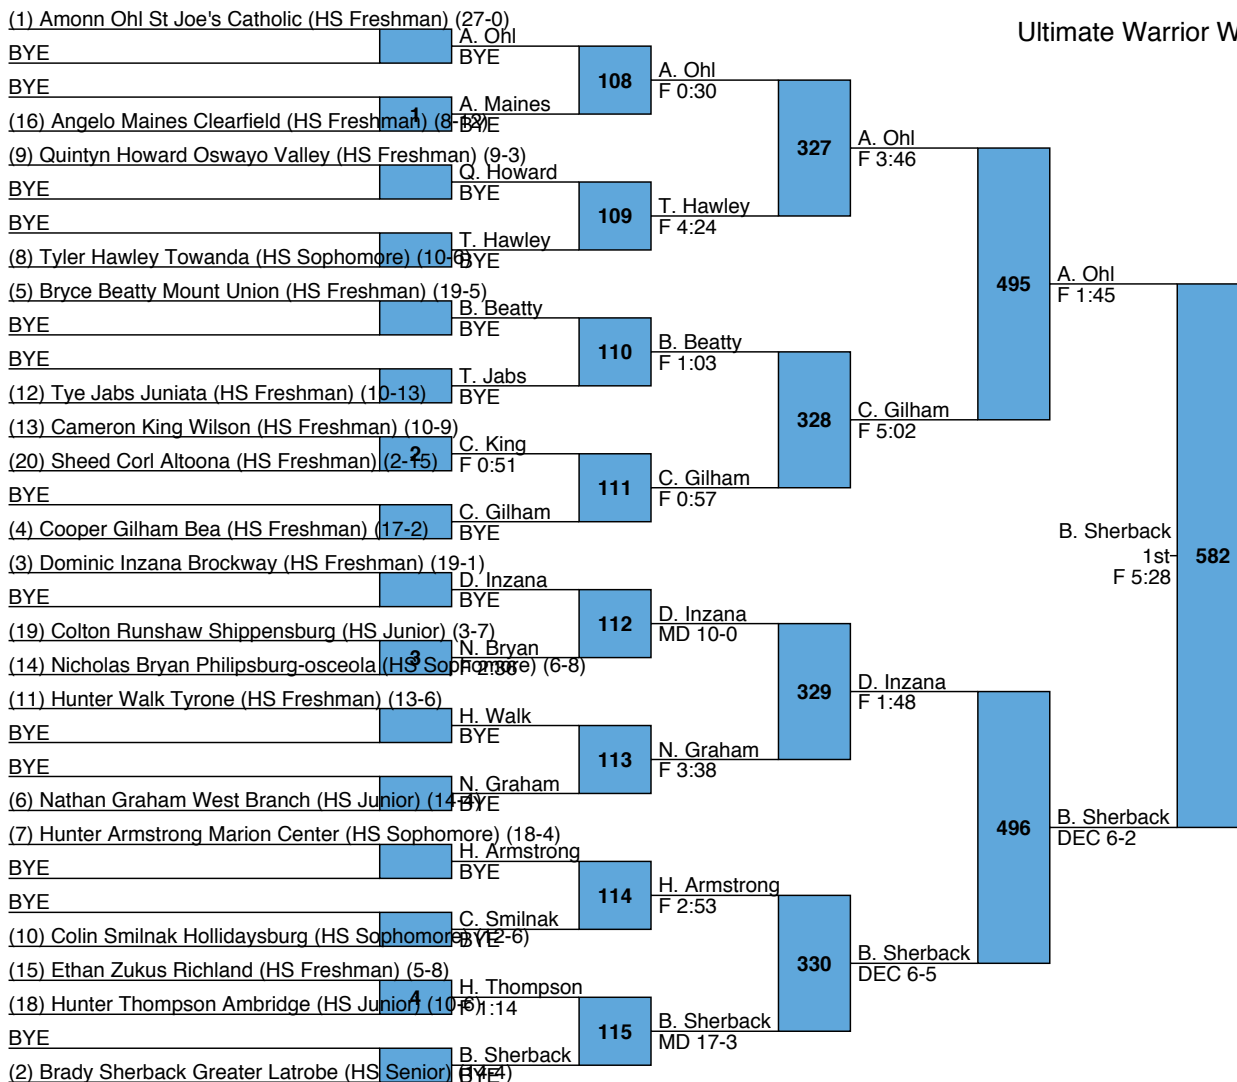 Ultimate Warrior W
(1) Amonn Ohl St Joe's Catholic (HS Freshman) (27-0)
BYE
BYE
(16) Angelo Maines Clearfield (HS Freshman) (8-12)
(9) Quintyn Howard Oswayo Valley (HS Freshman) (9-3)
BYE
BYE
(8) Tyler Hawley Towanda (HS Sophomore) (10-6)
(5) Bryce Beatty Mount Union (HS Freshman) (19-5)
BYE
BYE
(12) Tye Jabs Juniata (HS Freshman) (10-13)
(13) Cameron King Wilson (HS Freshman) (10-9)
(20) Sheed Corl Altoona (HS Freshman) (2-15)
BYE
(4) Cooper Gilham Bea (HS Freshman) (17-2)
(3) Dominic Inzana Brockway (HS Freshman) (19-1)
BYE
(19) Colton Runshaw Shippensburg (HS Junior) (3-7)
(14) Nicholas Bryan Philipsburg-osceola (HS Sophomore) (6-8)
(11) Hunter Walk Tyrone (HS Freshman) (13-6)
BYE
BYE
(6) Nathan Graham West Branch (HS Junior) (14-4)
(7) Hunter Armstrong Marion Center (HS Sophomore) (18-4)
BYE
BYE
(10) Colin Smilnak Hollidaysburg (HS Sophomore) (12-6)
(15) Ethan Zukus Richland (HS Freshman) (5-8)
(18) Hunter Thompson Ambridge (HS Junior) (10-6)
BYE
(2) Brady Sherback Greater Latrobe (HS Senior) (14-4)
1
2
3
4
A. Ohl
BYE
A. Maines
BYE
Q. Howard
BYE
T. Hawley
BYE
B. Beatty
BYE
T. Jabs
BYE
C. King
F 0:51
C. Gilham
BYE
D. Inzana
BYE
N. Bryan
F 2:36
H. Walk
BYE
N. Graham
BYE
H. Armstrong
BYE
C. Smilnak
BYE
H. Thompson
F 1:14
B. Sherback
BYE
108
109
110
111
112
113
114
115
A. Ohl
F 0:30
T. Hawley
F 4:24
B. Beatty
F 1:03
C. Gilham
F 0:57
D. Inzana
MD 10-0
N. Graham
F 3:38
H. Armstrong
F 2:53
B. Sherback
MD 17-3
327
328
329
330
A. Ohl
F 3:46
C. Gilham
F 5:02
D. Inzana
F 1:48
B. Sherback
DEC 6-5
495
496
A. Ohl
F 1:45
B. Sherback
DEC 6-2
582
B. Sherback
1st
F 5:28